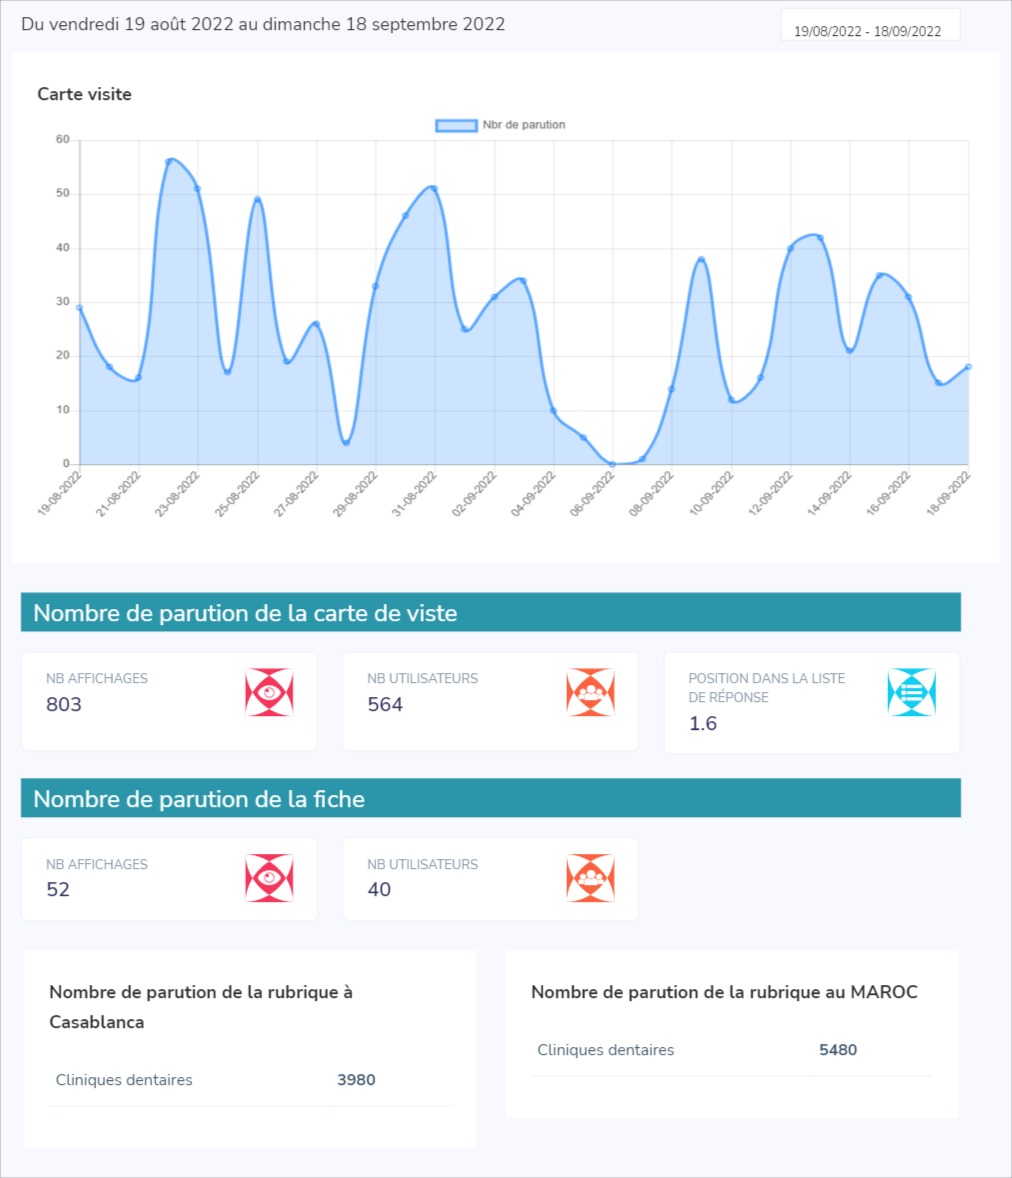 Du vendredi 19 août 2022 au dimanche 18 septembre 2022
19/08/2022 - 18/09/2022
Carte visite
Nbr de parution
60
50
40
30
20
10
0
19-08-2022
21-08-2022
23-08-2022
25-08-2022
27-08-2022
29-08-2022
31-08-2022
02-09-2022
04-09-2022
06-09-2022
08-09-2022
10-09-2022
12-09-2022
14-09-2022
16-09-2022
18-09-2022
Nombre de parution de la carte de viste
NB AFFICHAGES
803
NB UTILISATEURS
564
POSITION DANS LA LISTE
DE RÉPONSE
1.6
Nombre de parution de la fiche
NB AFFICHAGES
52
NB UTILISATEURS
40
Nombre de parution de la rubrique à
Casablanca
Cliniques dentaires 3980
Nombre de parution de la rubrique au MAROC
Cliniques dentaires 5480